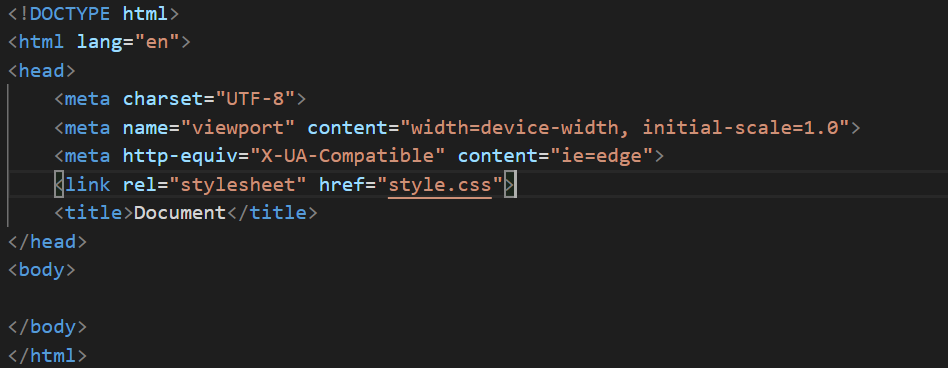 <!DOCTYPE html>
<html lang="en">
<head>
    <meta charset="UTF-8">
    <meta name="viewport" content="width=device-width, initial-scale=1.0">
    <meta http-equiv="X-UA-Compatible" content="ie=edge">
    <link rel="stylesheet" href="style.css">
    <title>Document</title>
</head>
<body>

</body>
</html>